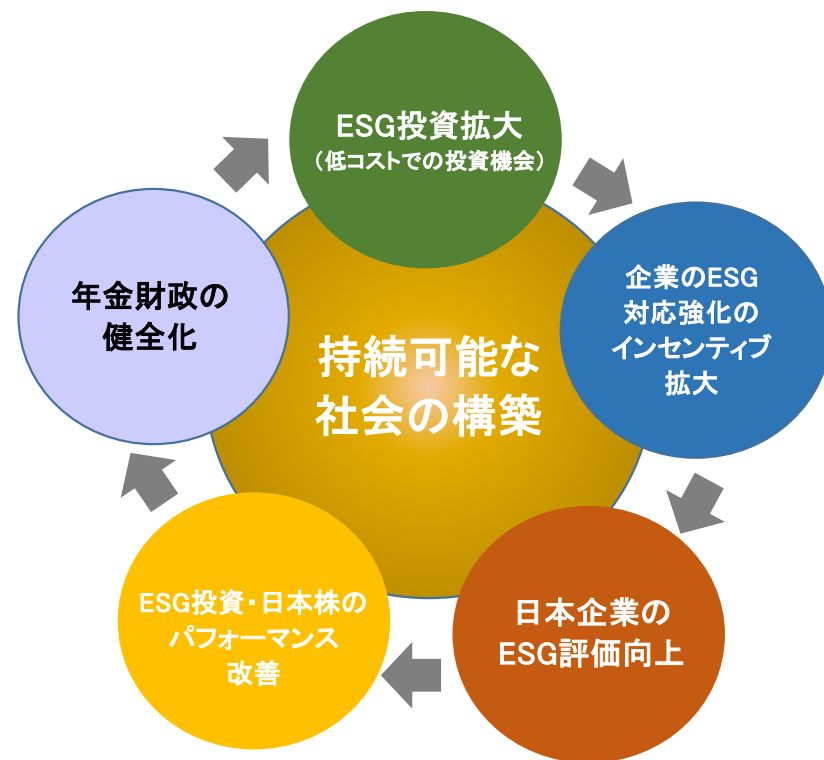 ESG投資拡大
（低コストでの投資機会）
企業のESG
対応強化の
インセンティブ
拡大
日本企業の
ESG評価向上
ESG投資・日本株の
パフォーマンス
改善
年金財政の
健全化
持続可能な
社会の構築